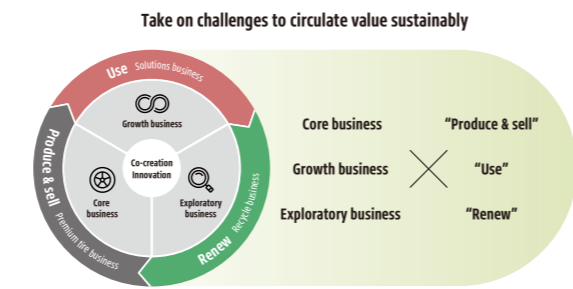 Take on challenges to circulate value sustainably
Use Solutions business
Growth business
Co-creation
Innovation
Core
business
Exploratory
business
Produce & sell
Premium tire business
Renew
Recycle business
Core business
"Produce & sell"
Growth business
"Use"
Exploratory business
"Renew"